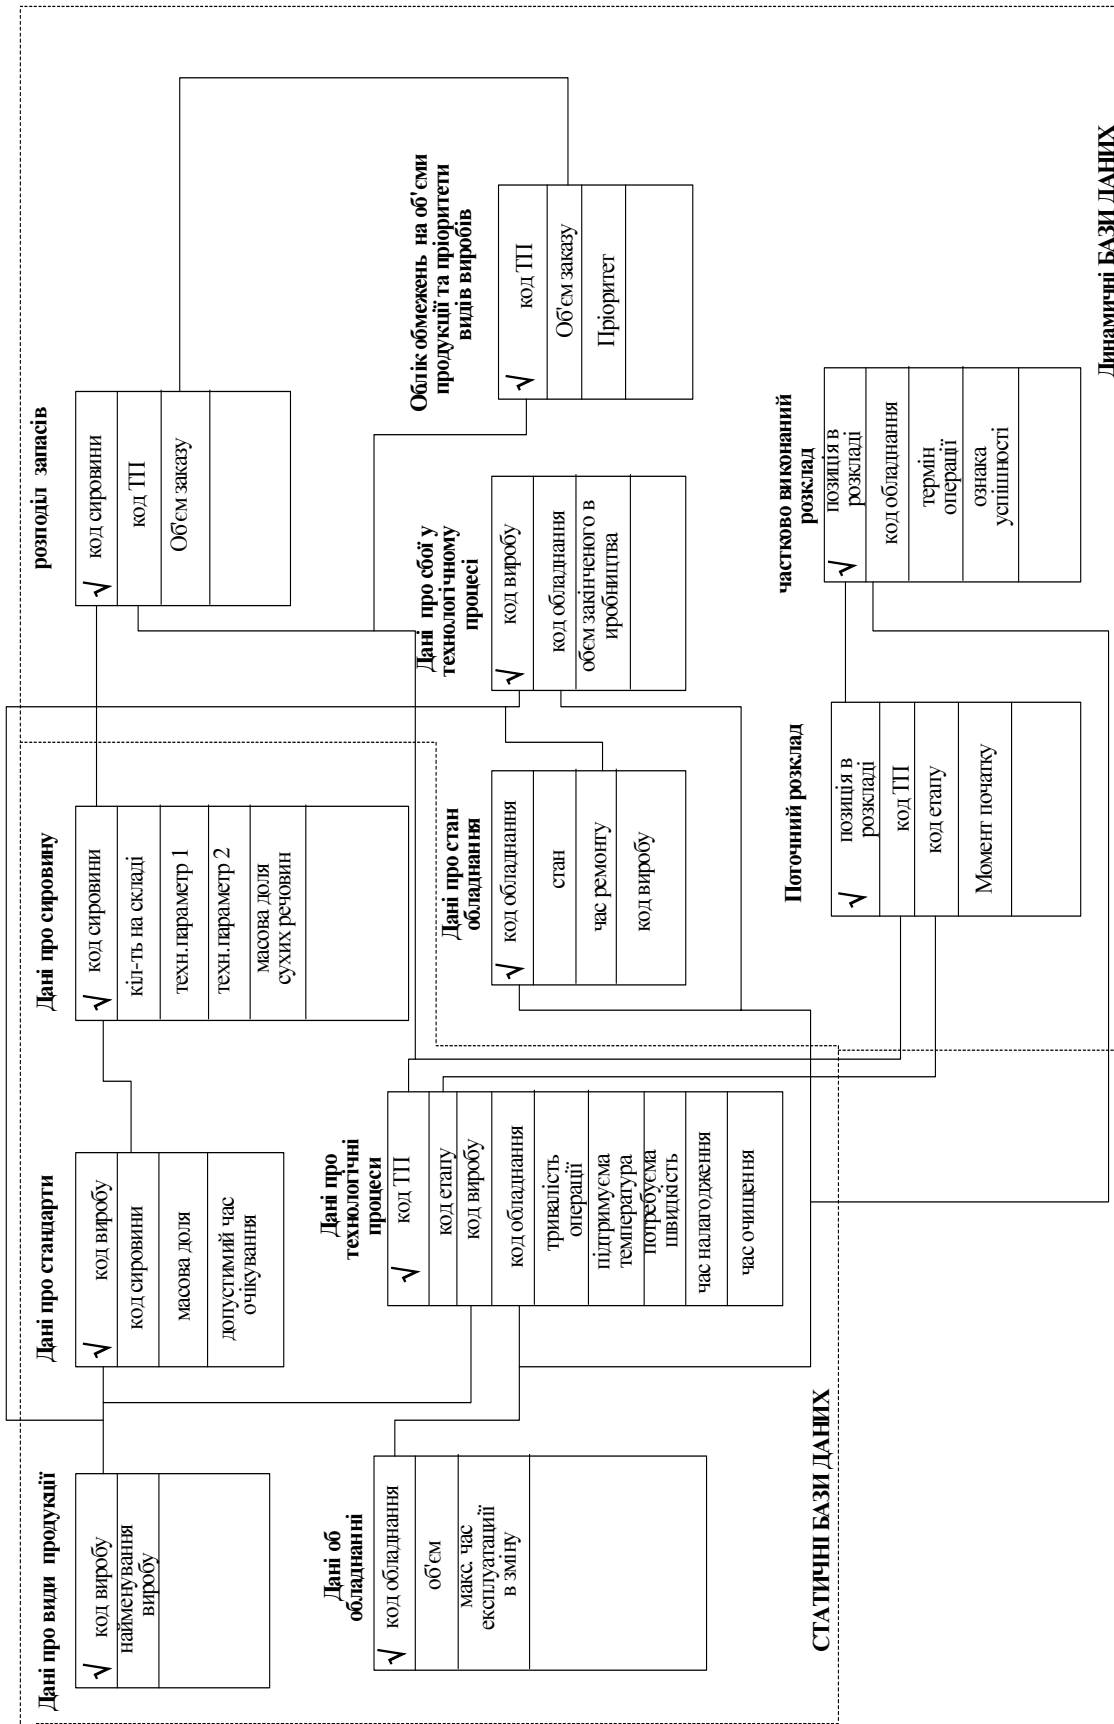 Дані про види продукції
код виробу
найменування
виробу
Дані про стандарти
код виробу
код сировини
масова доля
допустимий час
очікування
Дані про сировину
код сировини
кіл-ть на складі
техн.параметр 1
техн.параметр 2
масова доля
сухих речовин
розподіл запасів
код сировини
код ТП
Об'єм заказу
Дані об
обладнанні
код обладнання
об'єм
макс. час
експлуатації
в зміну
Дані про
технологічні
процеси
код ТП
код етапу
код виробу
код обладнання
тривалість
операції
підтримуєма
температура
потребуєма
швидкість
час налагодження
час очищення
Дані про стан
обладнання
код обладнання
стан
час ремонгу
код виробу
Дані про сбої у
технологічному
процесі
код виробу
код обладнання
обєм закінченого в
иробництва
Облік обмежень на об'єми
продукції та пріоритети
видів виробів
код ТП
Об'єм заказу
Пріоритет
Поточний розклад
позиція в
розкладі
код ТП
код етапу
Момент початку
частково виконаний
розклад
позиция в
розкладі
код обладнання
термін
операції
ознака
успішності
СТАТИЧНІ БАЗИ ДАНИХ
Динамичні БАЗИ ДАНИХ